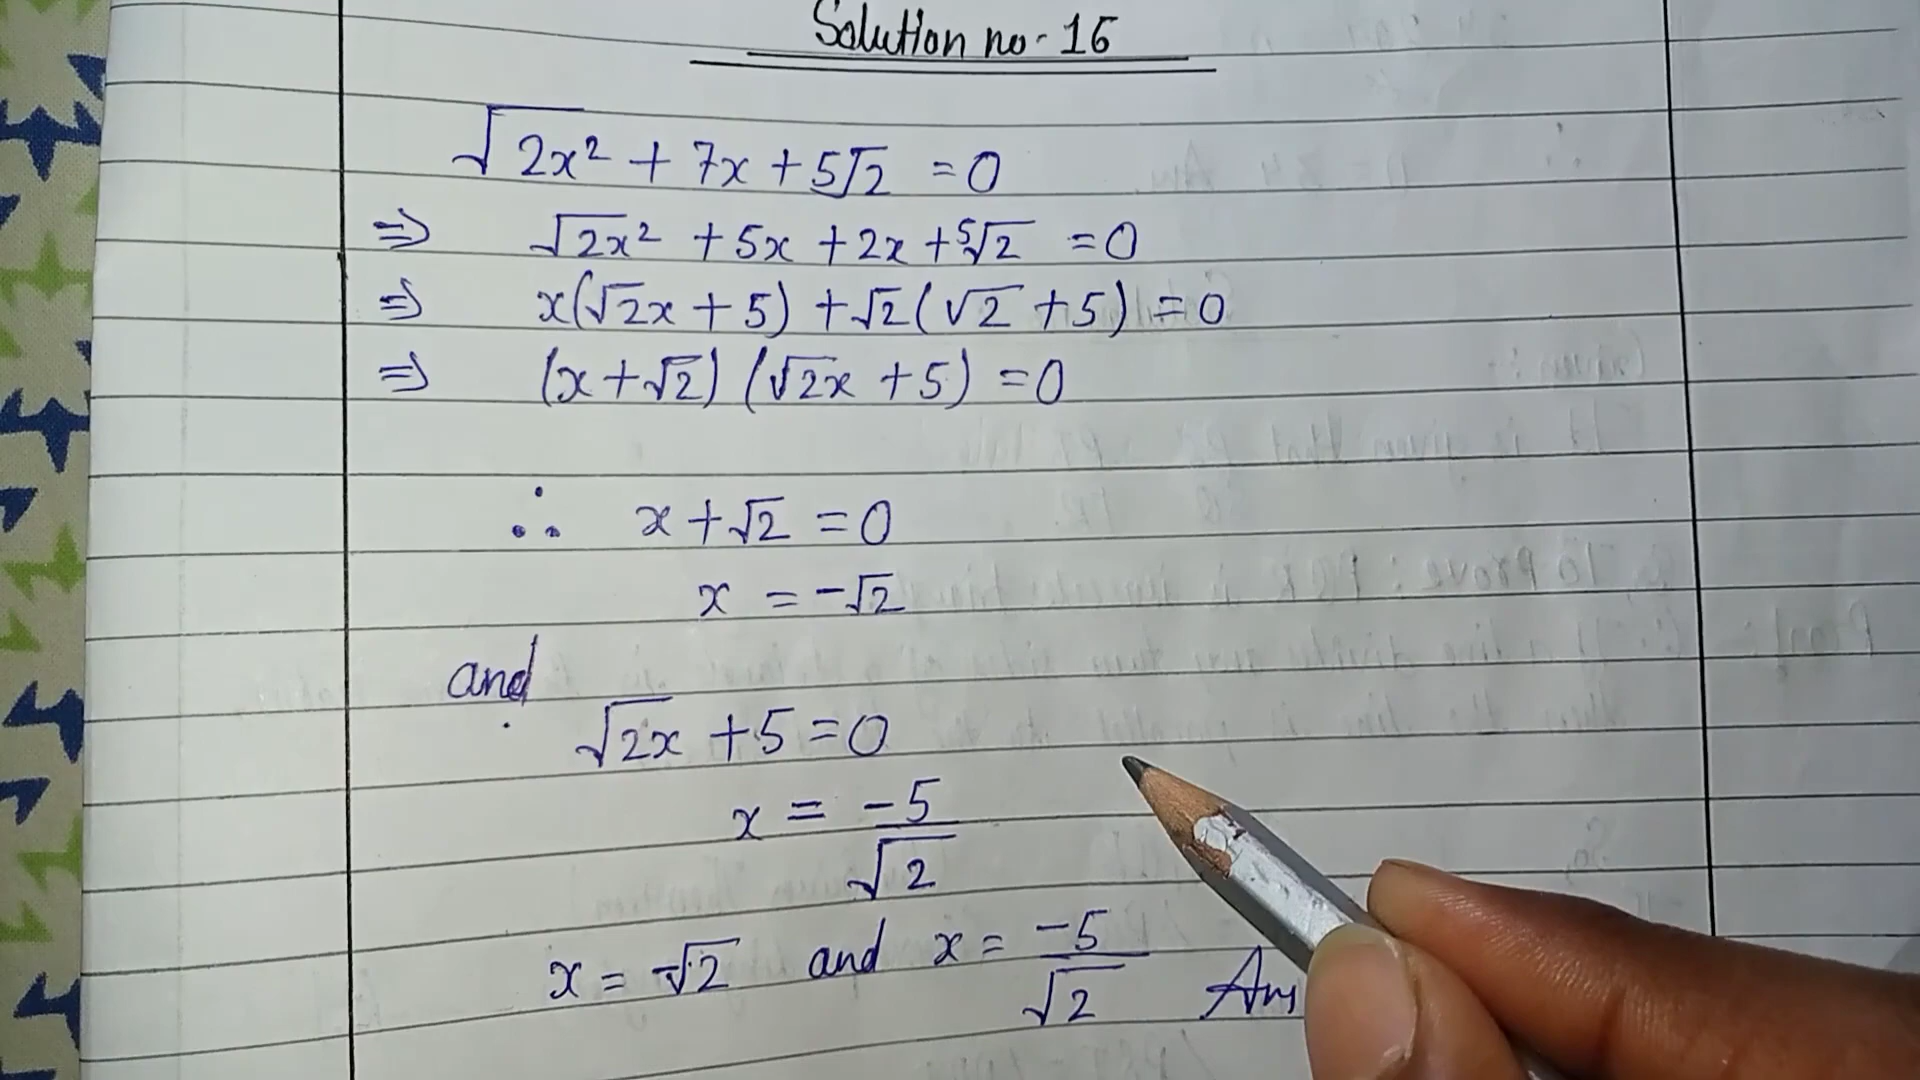 Solution no - 16
√2x² + 7x + 5√2 = 0
⇒ √2x² + 5x + 2x + 5√2 = 0
⇒ x(√2x + 5) + √2(√2 + 5) = 0
⇒ (x + √2) (√2x + 5) = 0
∴ x + √2 = 0
x = -√2
and
√2x + 5 = 0
x = -5/√2
x = -√2 and x = -5/√2 Ans